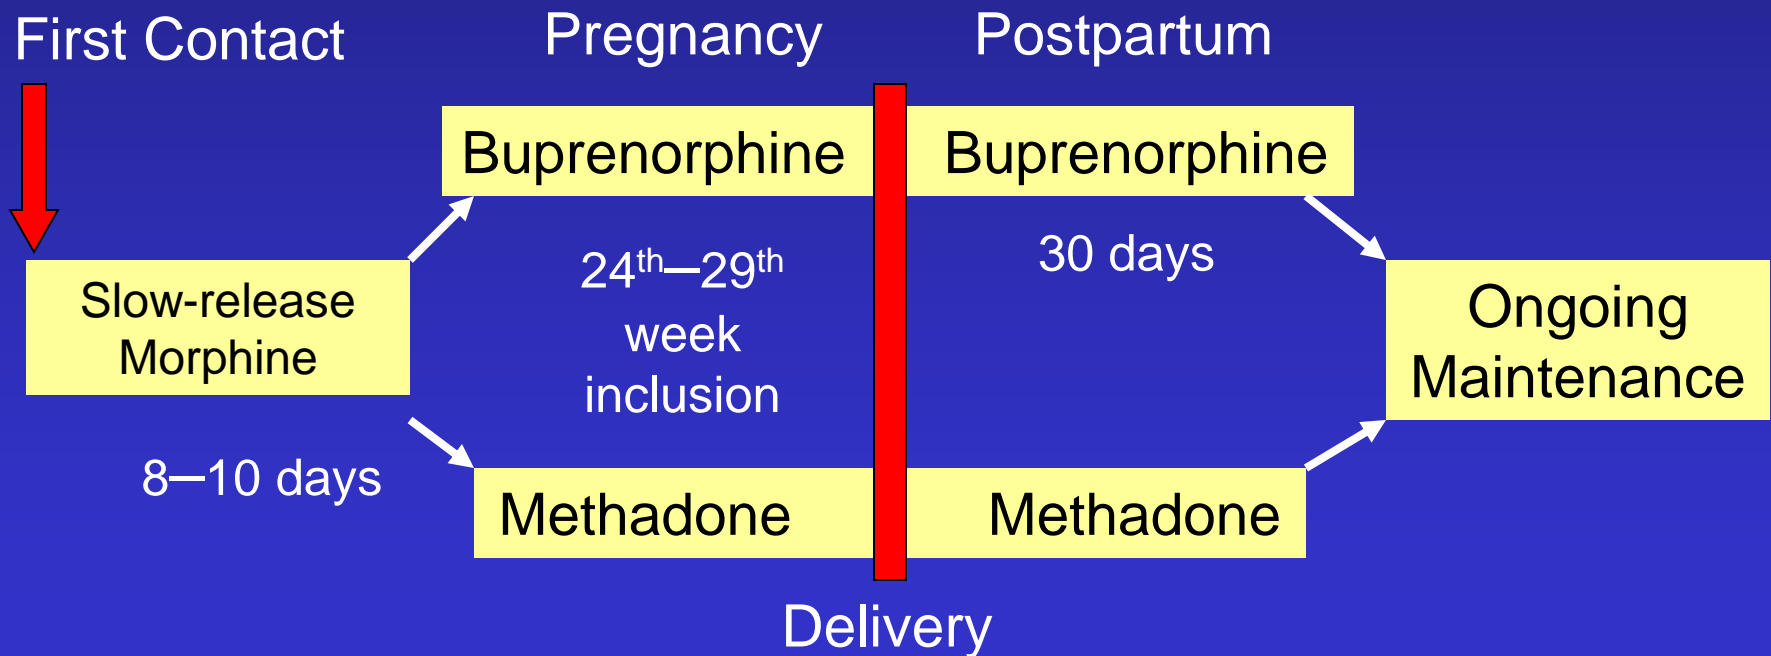 First Contact
Pregnancy
Postpartum
Buprenorphine
Buprenorphine
Slow-release
Morphine
24th–29th
week
inclusion
30 days
Ongoing
Maintenance
8–10 days
Methadone
Methadone
Delivery